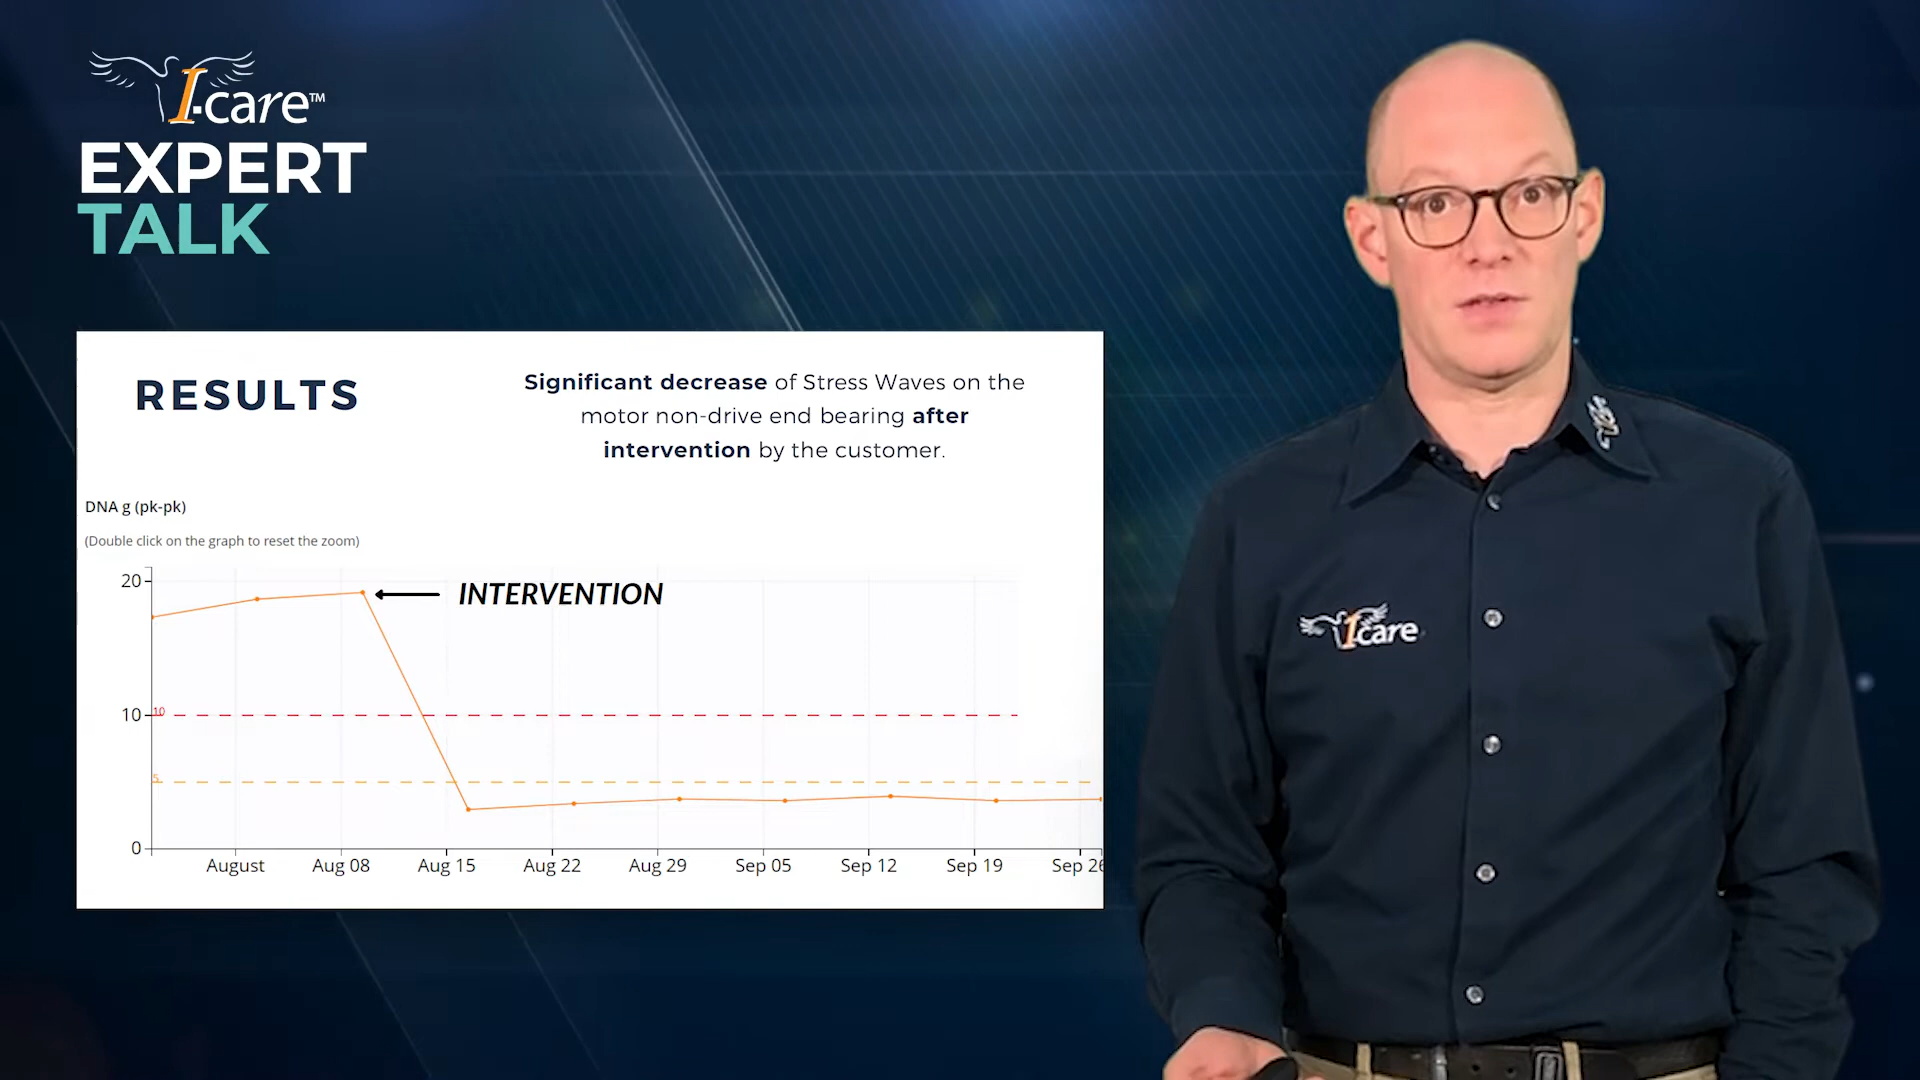 I-care™
EXPERT
TALK
RESULTS
Significant decrease of Stress Waves on the
motor non-drive end bearing after
intervention by the customer.
DNA g (pk-pk)
(Double click on the graph to reset the zoom)
20
INTERVENTION
10
10
5
0
August Aug 08 Aug 15 Aug 22 Aug 29 Sep 05 Sep 12 Sep 19 Sep 26
I-care